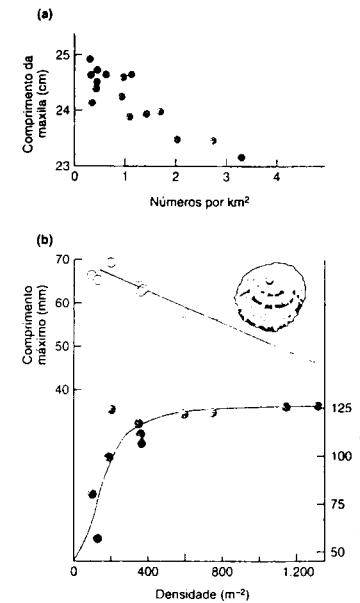 (a)
Comprimento da
maxila (cm)
25
24
23
0
1
2
3
4
Números por km²
(b)
Comprimento
máximo (mm)
70
60
50
40
125
100
75
50
0
400
800
1.200
Densidade (m⁻²)